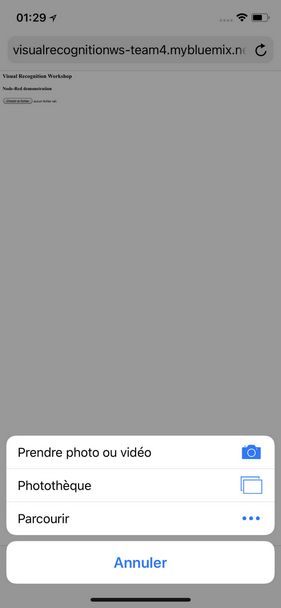 01:29
visualrecognitionws-team4.mybluemix.ne
Visual Recognition Workshop
Node-Red demonstration
Choisir le fichier aucun fichier sél.
Prendre photo ou vidéo
Photothèque
Parcourir
Annuler